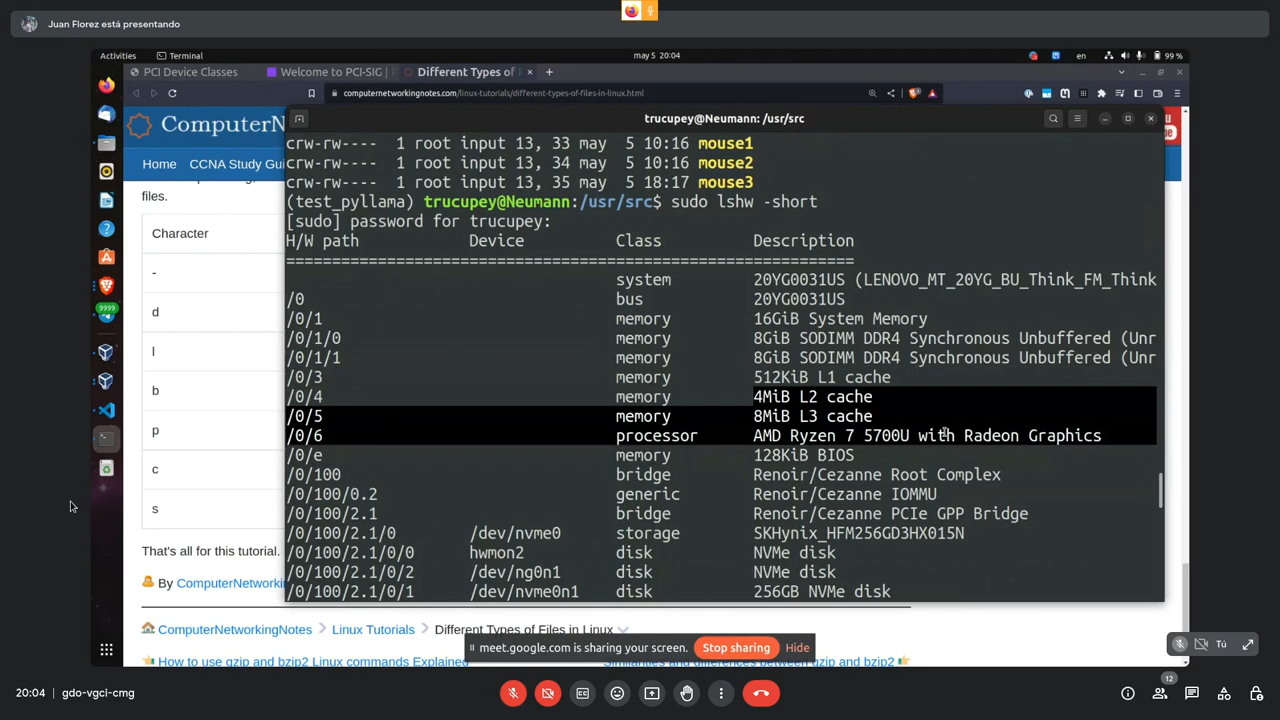 Juan Florez está presentando
Activities
Terminal
may 5 20:04
en
99 %
PCI Device Classes
Welcome to PCI-SIG |
Different Types of
computernetworkingnotes.com/linux-tutorials/different-types-of-files-in-linux.html
ComputerN
Home CCNA Study Gui
files.
Character
-
d
l
b
p
c
s
That's all for this tutorial.
By ComputerNetworkin
ComputerNetworkingNotes Linux Tutorials Different Types of Files in Linux
How to use gzip and bzip2 Linux commands Explained
Similarities and differences between gzip and bzip2
9999
trucupey@Neumann: /usr/src
crw-rw---- 1 root input 13, 33 may 5 10:16 mouse1
crw-rw---- 1 root input 13, 34 may 5 10:16 mouse2
crw-rw---- 1 root input 13, 35 may 5 18:17 mouse3
(test_pyllama) trucupey@Neumann:/usr/src$ sudo lshw -short
[sudo] password for trucupey:
H/W path Device Class Description
==============================================================
system 20YG0031US (LENOVO_MT_20YG_BU_Think_FM_Think
/0 bus 20YG0031US
/0/1 memory 16GiB System Memory
/0/1/0 memory 8GiB SODIMM DDR4 Synchronous Unbuffered (Unr
/0/1/1 memory 8GiB SODIMM DDR4 Synchronous Unbuffered (Unr
/0/3 memory 512KiB L1 cache
/0/4 memory 4MiB L2 cache
/0/5 memory 8MiB L3 cache
/0/6 processor AMD Ryzen 7 5700U with Radeon Graphics
/0/e memory 128KiB BIOS
/0/100 bridge Renoir/Cezanne Root Complex
/0/100/0.2 generic Renoir/Cezanne IOMMU
/0/100/2.1 bridge Renoir/Cezanne PCIe GPP Bridge
/0/100/2.1/0 /dev/nvme0 storage SKHynix_HFM256GD3HX015N
/0/100/2.1/0/0 hwmon2 disk NVMe disk
/0/100/2.1/0/2 /dev/ng0n1 disk NVMe disk
/0/100/2.1/0/1 /dev/nvme0n1 disk 256GB NVMe disk
meet.google.com is sharing your screen.
Stop sharing
Hide
Tú
20:04 gdo-vgci-cmg
12